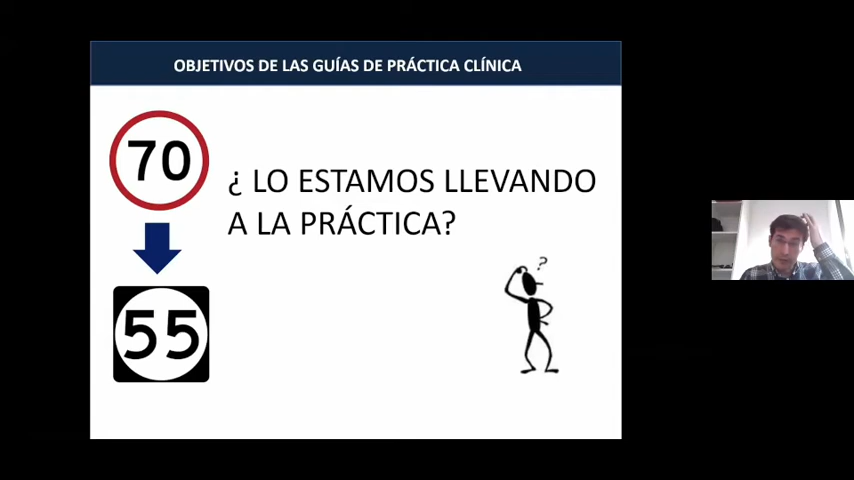 OBJETIVOS DE LAS GUÍAS DE PRÁCTICA CLÍNICA
70
¿ LO ESTAMOS LLEVANDO
A LA PRÁCTICA?
?
55